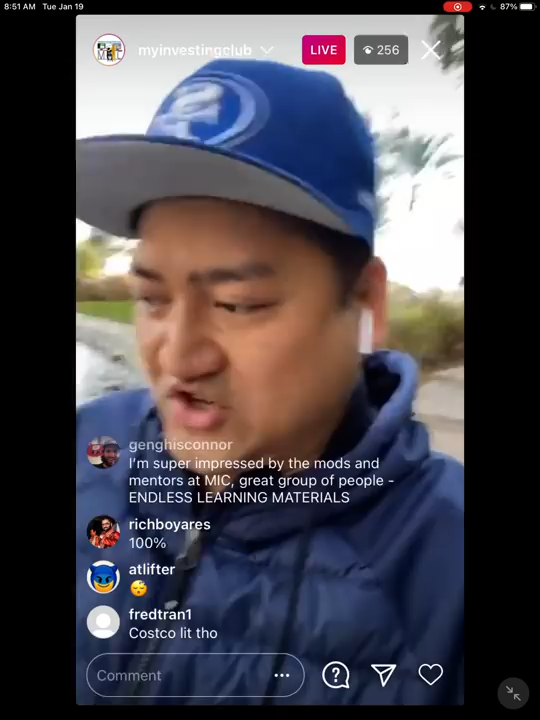 8:51 AM Tue Jan 19
87%
myinvestingclub
LIVE
256
genghisconnor
I'm super impressed by the mods and
mentors at MIC, great group of people -
ENDLESS LEARNING MATERIALS
richboyares
100%
atlifter
fredtran1
Costco lit tho
Comment